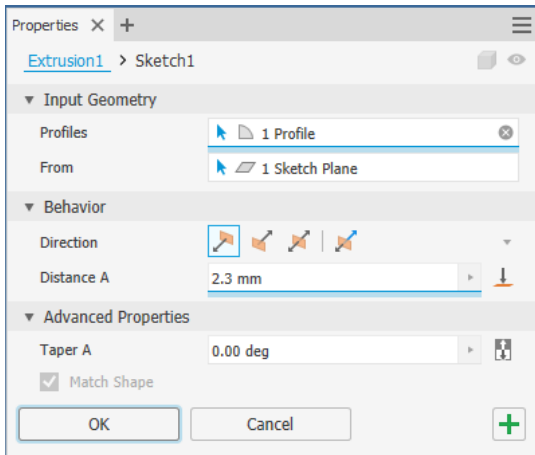 Properties
Extrusion1 > Sketch1
Input Geometry
Profiles 1 Profile
From 1 Sketch Plane
Behavior
Direction
Distance A 2.3 mm
Advanced Properties
Taper A 0.00 deg
Match Shape
OK Cancel